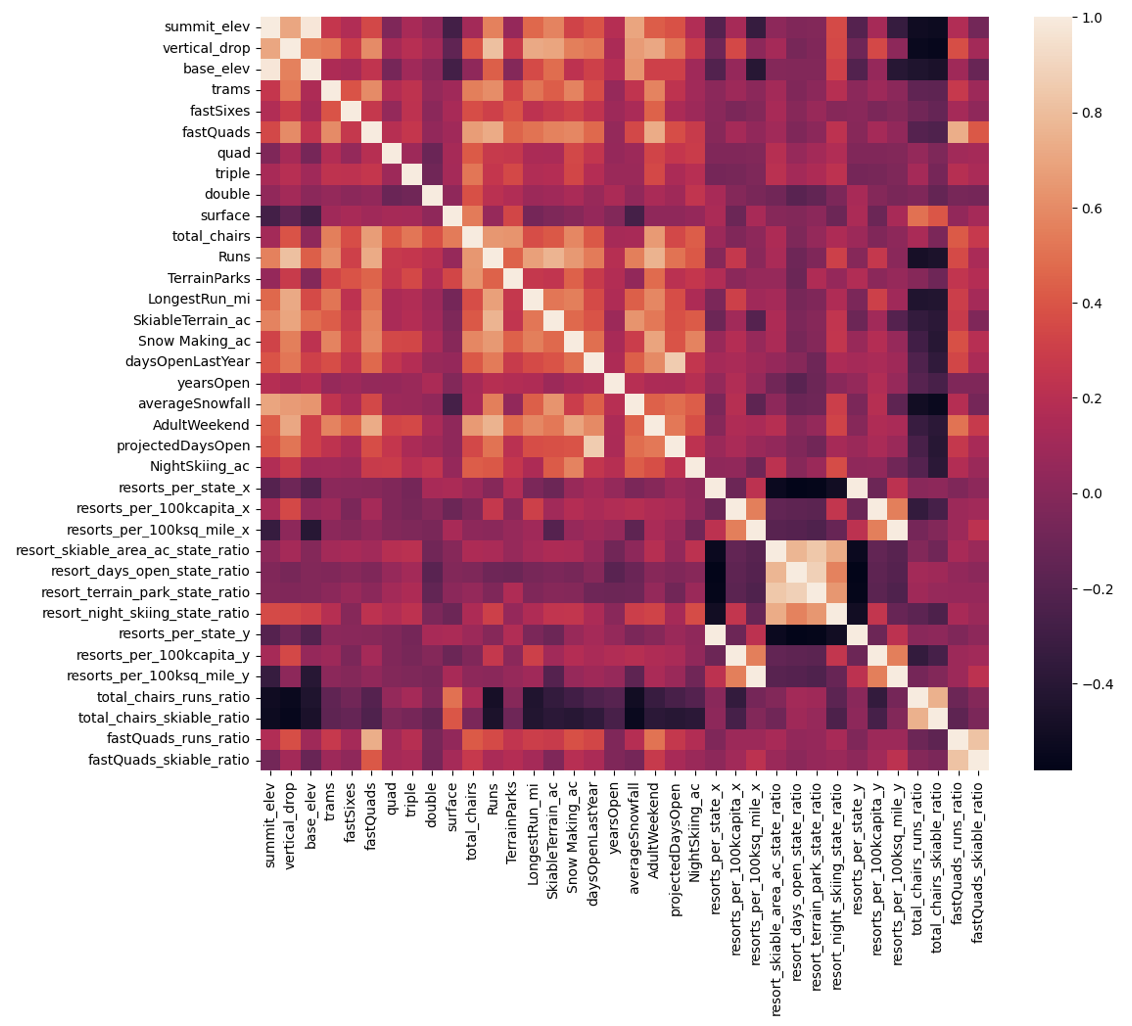 summit_elev
vertical_drop
base_elev
trams
fastSixes
fastQuads
quad
triple
double
surface
total_chairs
Runs
TerrainParks
LongestRun_mi
SkiableTerrain_ac
Snow Making_ac
daysOpenLastYear
yearsOpen
averageSnowfall
AdultWeekend
projectedDaysOpen
NightSkiing_ac
resorts_per_state_x
resorts_per_100kcapita_x
resorts_per_100ksq_mile_x
resort_skiable_area_ac_state_ratio
resort_days_open_state_ratio
resort_terrain_park_state_ratio
resort_night_skiing_state_ratio
resorts_per_state_y
resorts_per_100kcapita_y
resorts_per_100ksq_mile_y
total_chairs_runs_ratio
total_chairs_skiable_ratio
fastQuads_runs_ratio
fastQuads_skiable_ratio
summit_elev
vertical_drop
base_elev
trams
fastSixes
fastQuads
quad
triple
double
surface
total_chairs
Runs
TerrainParks
LongestRun_mi
SkiableTerrain_ac
Snow Making_ac
daysOpenLastYear
yearsOpen
averageSnowfall
AdultWeekend
projectedDaysOpen
NightSkiing_ac
resorts_per_state_x
resorts_per_100kcapita_x
resorts_per_100ksq_mile_x
resort_skiable_area_ac_state_ratio
resort_days_open_state_ratio
resort_terrain_park_state_ratio
resort_night_skiing_state_ratio
resorts_per_state_y
resorts_per_100kcapita_y
resorts_per_100ksq_mile_y
total_chairs_runs_ratio
total_chairs_skiable_ratio
fastQuads_runs_ratio
fastQuads_skiable_ratio
1.0
0.8
0.6
0.4
0.2
0.0
−0.2
−0.4